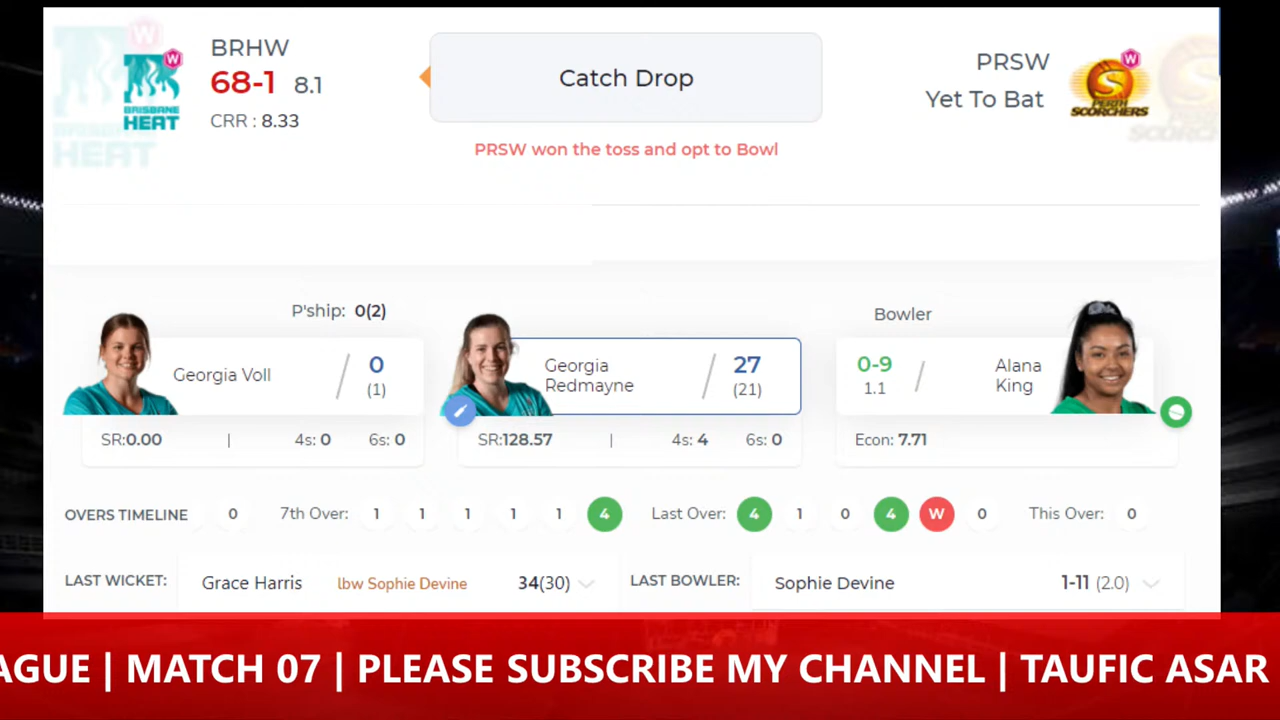 BRHW
68-1 8.1
CRR : 8.33
W
BRISBANE
HEAT
Catch Drop
PRSW won the toss and opt to Bowl
PRSW
Yet To Bat
W
S
PERTH
SCORCHERS
P'ship: 0(2)
Georgia Voll / 0
(1)
SR:0.00 | 4s: 0 6s: 0
Georgia
Redmayne / 27
(21)
SR:128.57 | 4s: 4 6s: 0
Bowler
0-9
1.1 / Alana
King
Econ: 7.71
OVERS TIMELINE 0 7th Over: 1 1 1 1 1 4 Last Over: 4 1 0 4 W 0 This Over: 0
LAST WICKET: Grace Harris lbw Sophie Devine 34(30) LAST BOWLER: Sophie Devine 1-11 (2.0)
AGUE | MATCH 07 | PLEASE SUBSCRIBE MY CHANNEL | TAUFIC ASAR